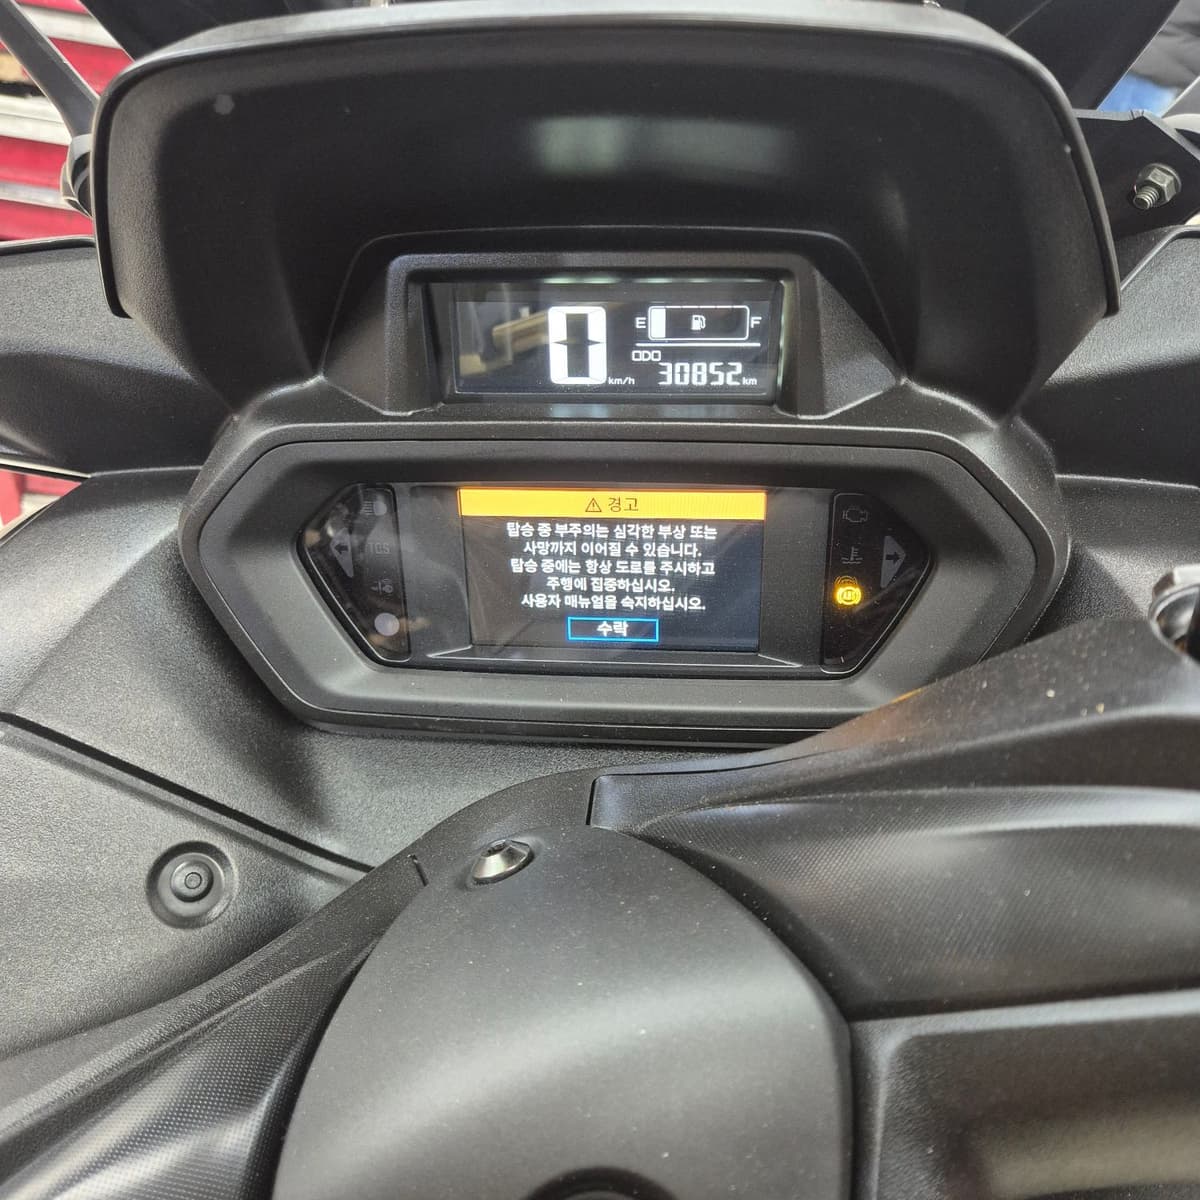 0 km/h
E F
ODO
30852 km
⚠ 경고
탑승 중 부주의는 심각한 부상 또는
사망까지 이어질 수 있습니다.
탑승 중에는 항상 도로를 주시하고
주행에 집중하십시오.
사용자 매뉴얼을 숙지하십시오.
수락
TCS